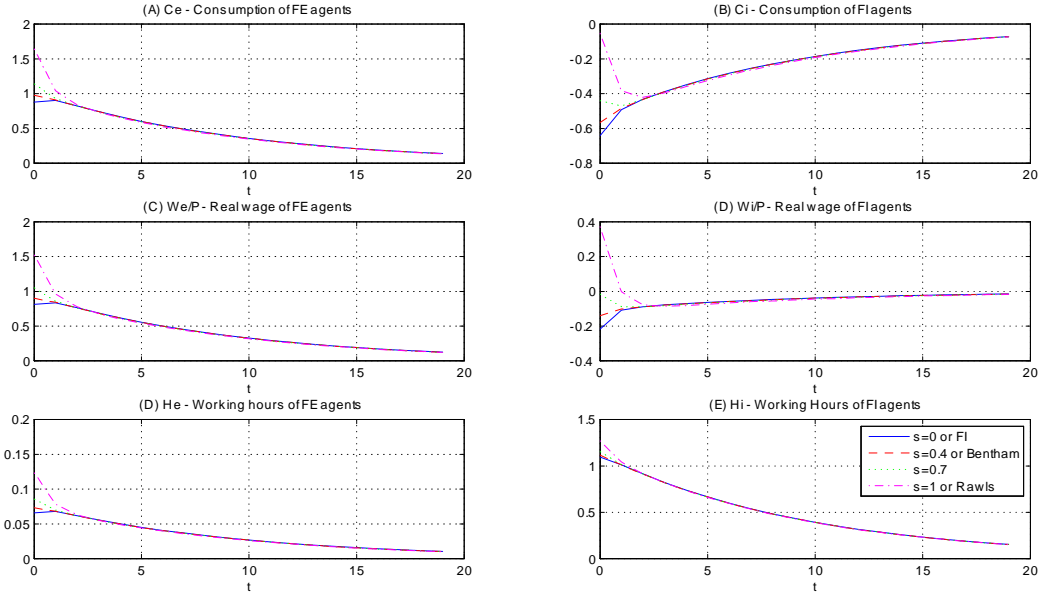 (A) Ce - Consumption of FE agents
2
1.5
1
0.5
0
0 5 10 15 20
t
(B) Ci - Consumption of FI agents
0
-0.2
-0.4
-0.6
-0.8
0 5 10 15 20
t
(C) We/P - Real wage of FE agents
2
1.5
1
0.5
0
0 5 10 15 20
t
(D) Wi/P - Real wage of FI agents
0.4
0.2
0
-0.2
-0.4
0 5 10 15 20
t
(D) He - Working hours of FE agents
0.2
0.15
0.1
0.05
0
0 5 10 15 20
t
(E) Hi - Working Hours of FI agents
1.5
1
0.5
0
0 5 10 15 20
t
s=0 or FI
s=0.4 or Bentham
s=0.7
s=1 or Rawls